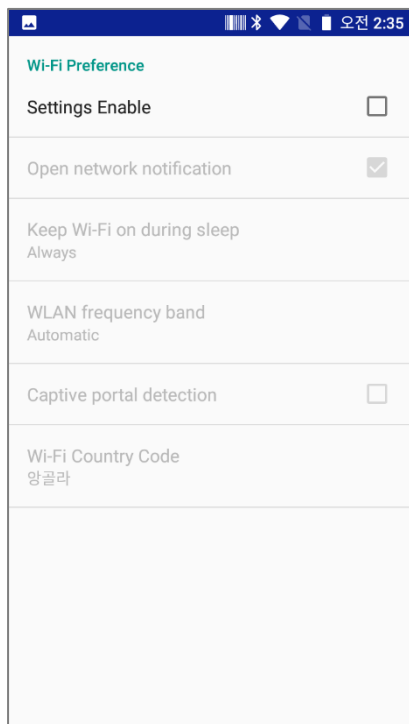 오전 2:35
Wi-Fi Preference
Settings Enable
Open network notification
Keep Wi-Fi on during sleep
Always
WLAN frequency band
Automatic
Captive portal detection
Wi-Fi Country Code
앙골라